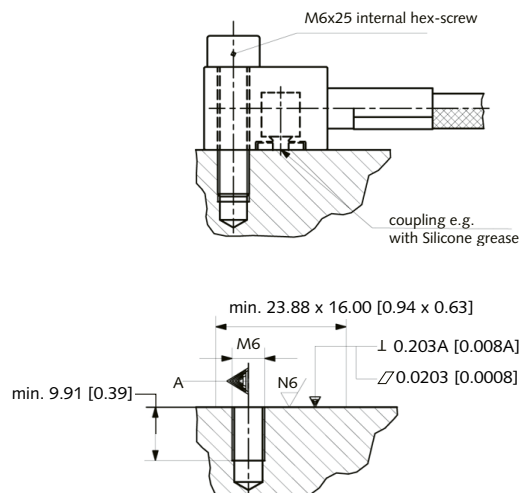 M6x25 internal hex-screw
coupling e.g.
with Silicone grease
min. 23.88 x 16.00 [0.94 x 0.63]
M6
⊥ 0.203A [0.008A]
A
N6
⏥0.0203 [0.0008]
min. 9.91 [0.39]